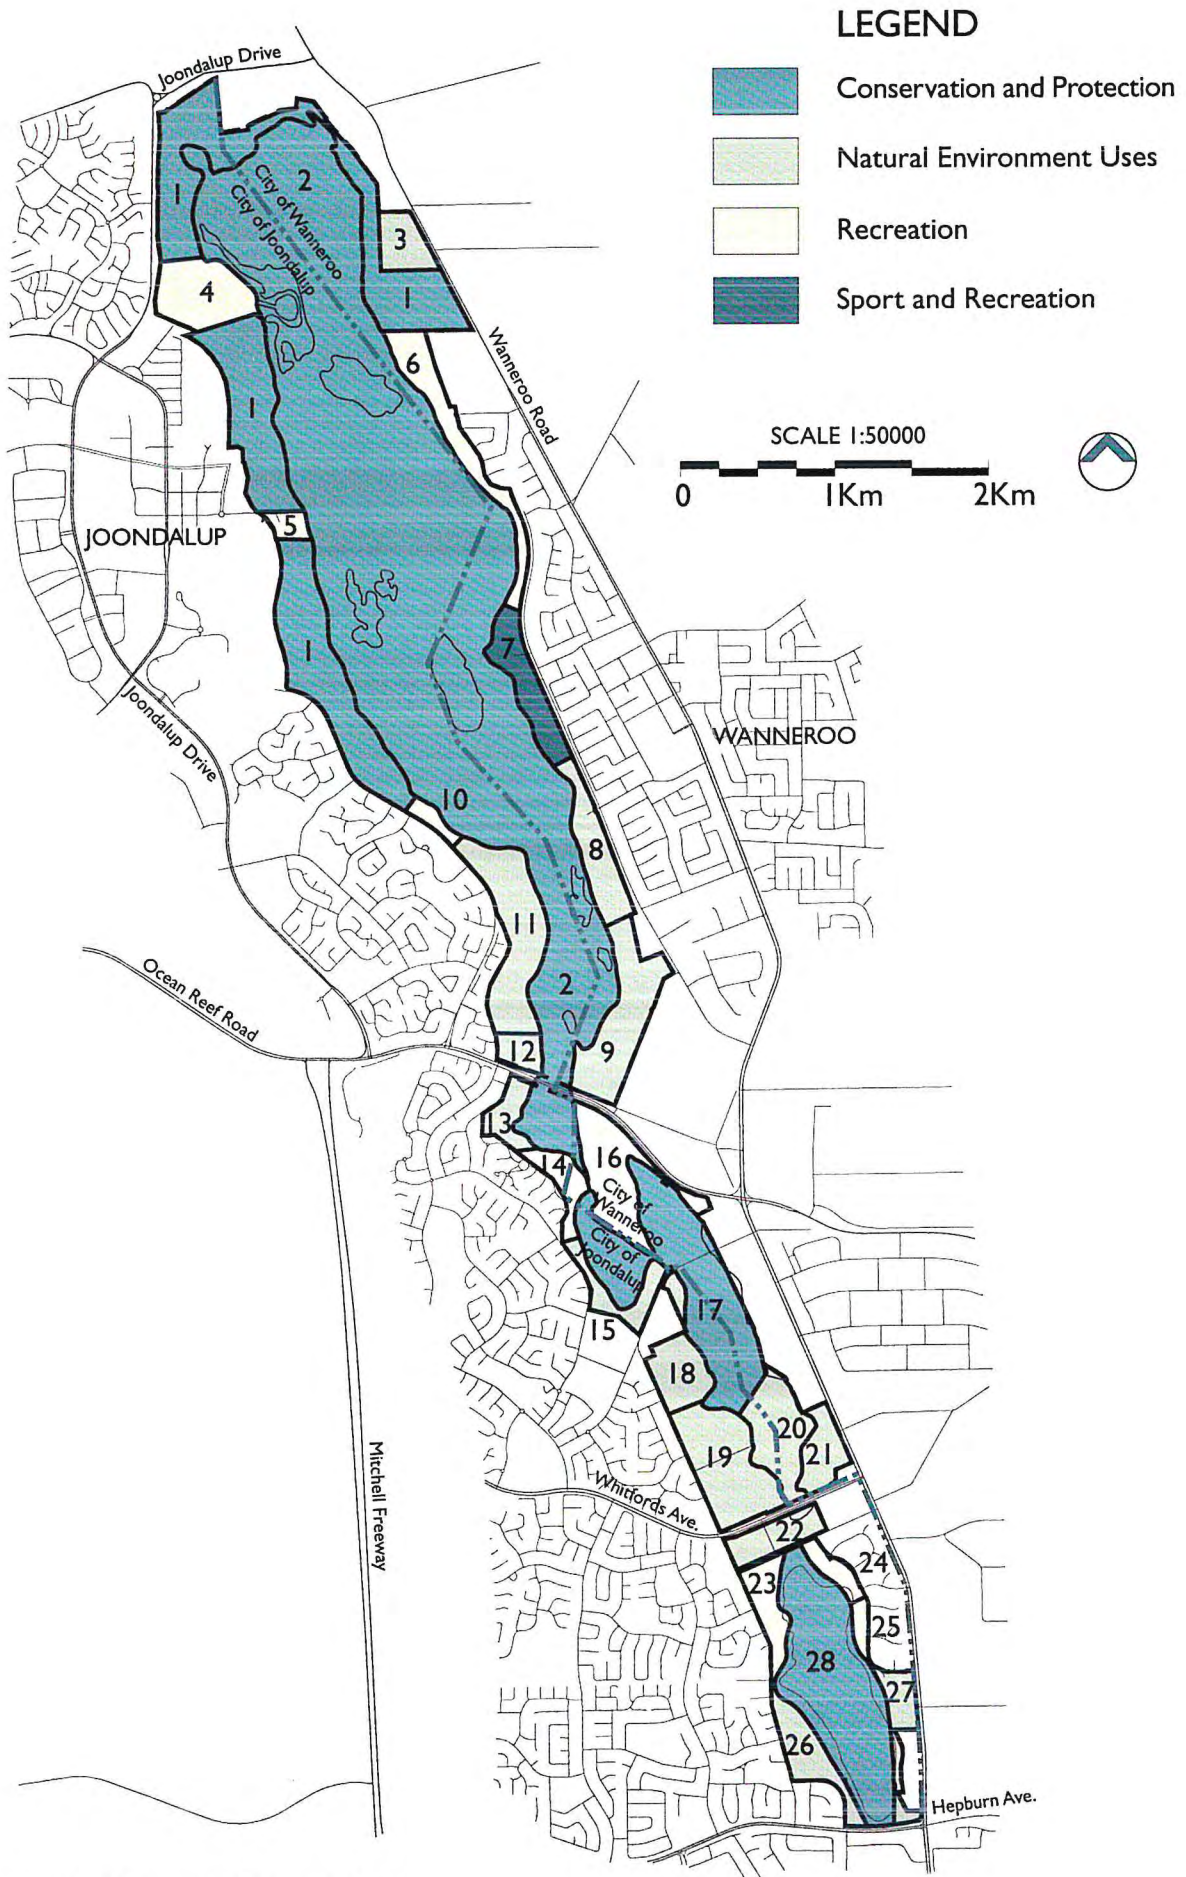 LEGEND
Conservation and Protection
Natural Environment Uses
Recreation
Sport and Recreation
SCALE 1:50000
0 1Km 2Km
Joondalup Drive
City of Wanneroo
City of Joondalup
1
2
3
4
1
6
Wanneroo Road
1
5
JOONDALUP
1
7
WANNEROO
Joondalup Drive
10
8
11
2
Ocean Reef Road
12
9
13
14
16
City of
Wanneroo
City of
Joondalup
17
15
18
20
19
21
Mitchell Freeway
Whitfords Ave.
22
24
23
25
28
27
26
Hepburn Ave.